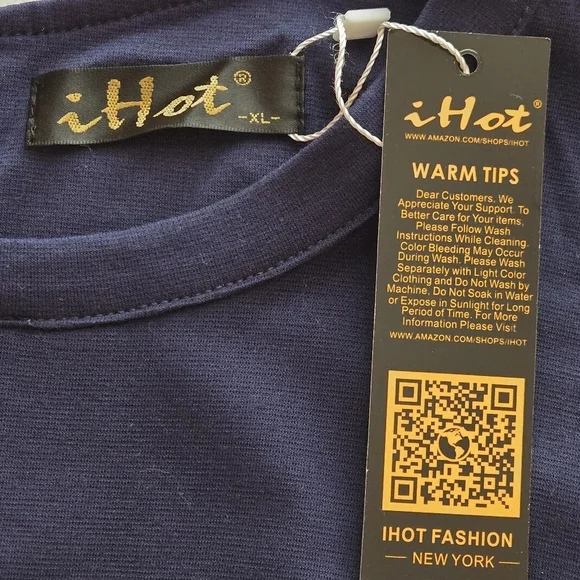 iHot®
-XL-
iHot®
WWW.AMAZON.COM/SHOPS/IHOT
WARM TIPS
Dear Customers. We
Appreciate Your Support. To
Better Care for Your items,
Please Follow Wash
Instructions While Cleaning.
Color Bleeding May Occur
During Wash. Please Wash
Separately with Light Color
Clothing and Do Not Wash by
Machine. Do Not Soak in Water
or Expose in Sunlight for Long
Period of Time. For More
Information Please Visit
WWW.AMAZON.COM/SHOPS/IHOT
IHOT FASHION
— NEW YORK —